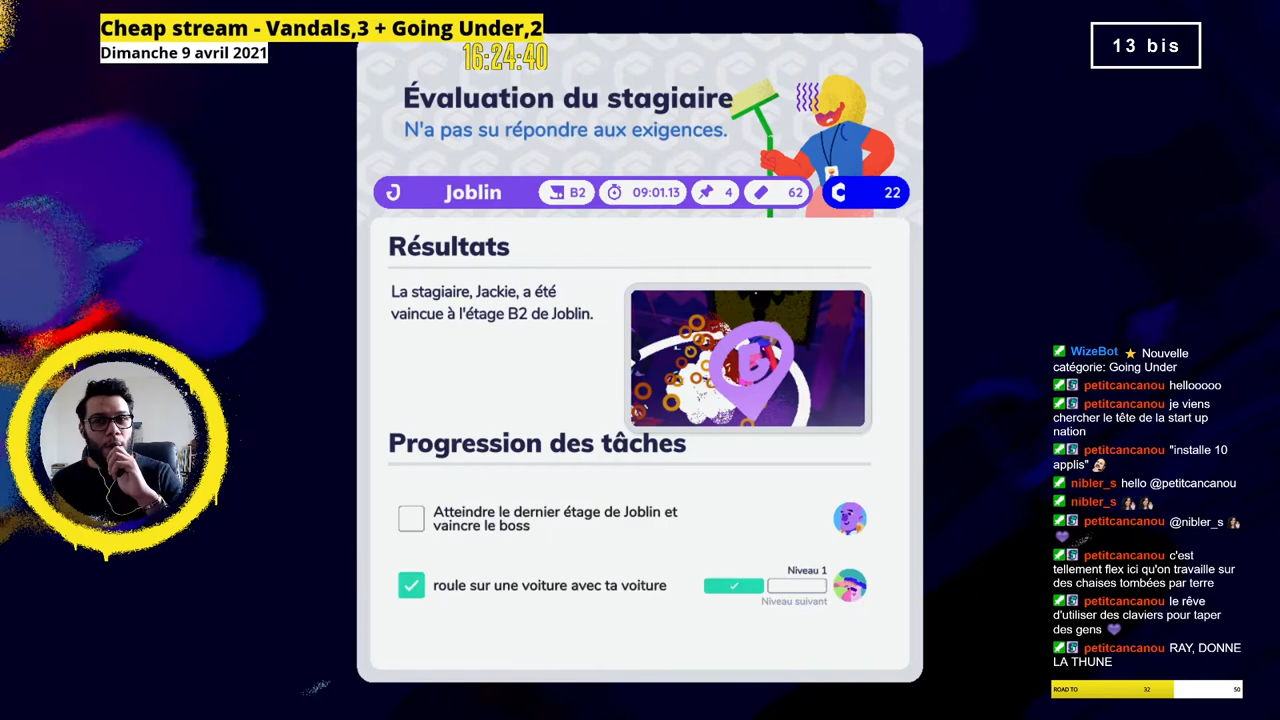 Cheap stream - Vandals,3 + Going Under,2
Dimanche 9 avril 2021
16:24:40
13 bis
Évaluation du stagiaire
N'a pas su répondre aux exigences.
Joblin B2 09:01.13 4 62 22
Résultats
La stagiaire, Jackie, a été
vaincue à l'étage B2 de Joblin.
Progression des tâches
Atteindre le dernier étage de Joblin et
vaincre le boss
roule sur une voiture avec ta voiture
Niveau 1
Niveau suivant
WizeBot Nouvelle
catégorie: Going Under
petitcancanou hellooooo
petitcancanou je viens
chercher le tête de la start up
nation
petitcancanou "installe 10
applis"
nibler_s hello @petitcancanou
nibler_s
petitcancanou @nibler_s
petitcancanou c'est
tellement flex ici qu'on travaille sur
des chaises tombées par terre
petitcancanou le rêve
d'utiliser des claviers pour taper
des gens
petitcancanou RAY, DONNE
LA THUNE
ROAD TO 32 50